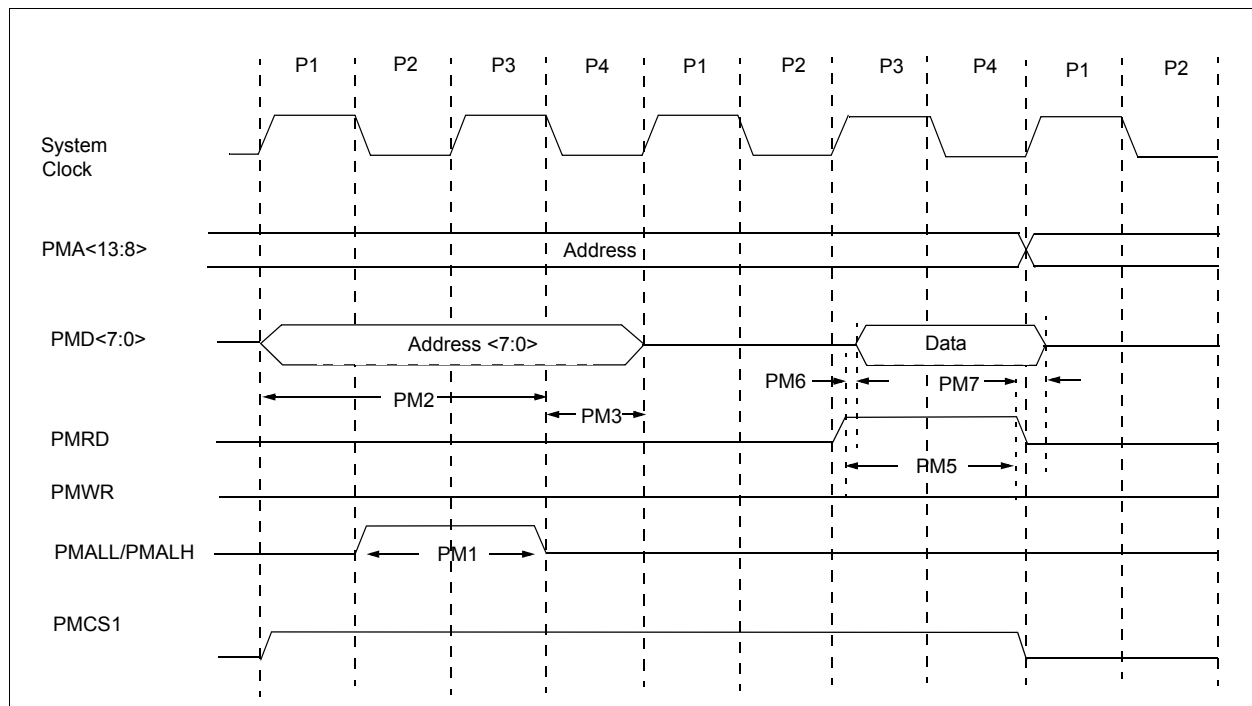 P1 P2 P3 P4 P1 P2 P3 P4 P1 P2
System
Clock
PMA<13:8>
Address
PMD<7:0>
Address <7:0>
Data
PM6
PM7
PM2
PM3
PMRD
PM5
PMWR
PMALL/PMALH
PM1
PMCS1